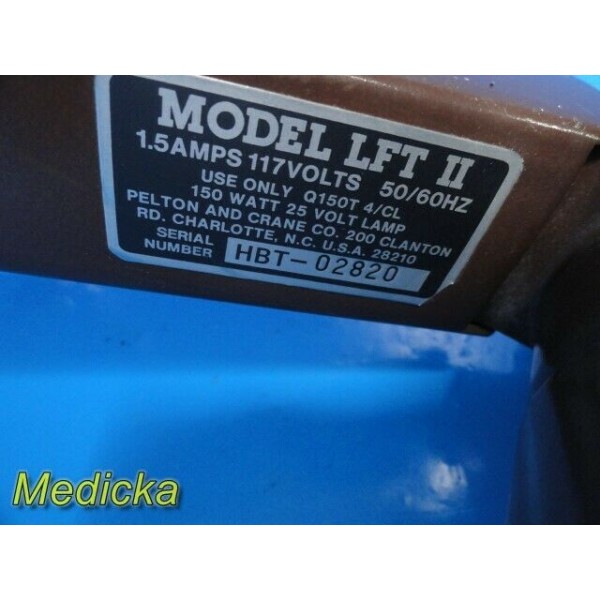 MODEL LFT II
1.5AMPS 117VOLTS 50/60HZ
USE ONLY Q150T 4/CL
150 WATT 25 VOLT LAMP
PELTON AND CRANE CO. 200 CLANTON
RD. CHARLOTTE, N.C. U.S.A. 28210
SERIAL NUMBER HBT-02820
Medicka